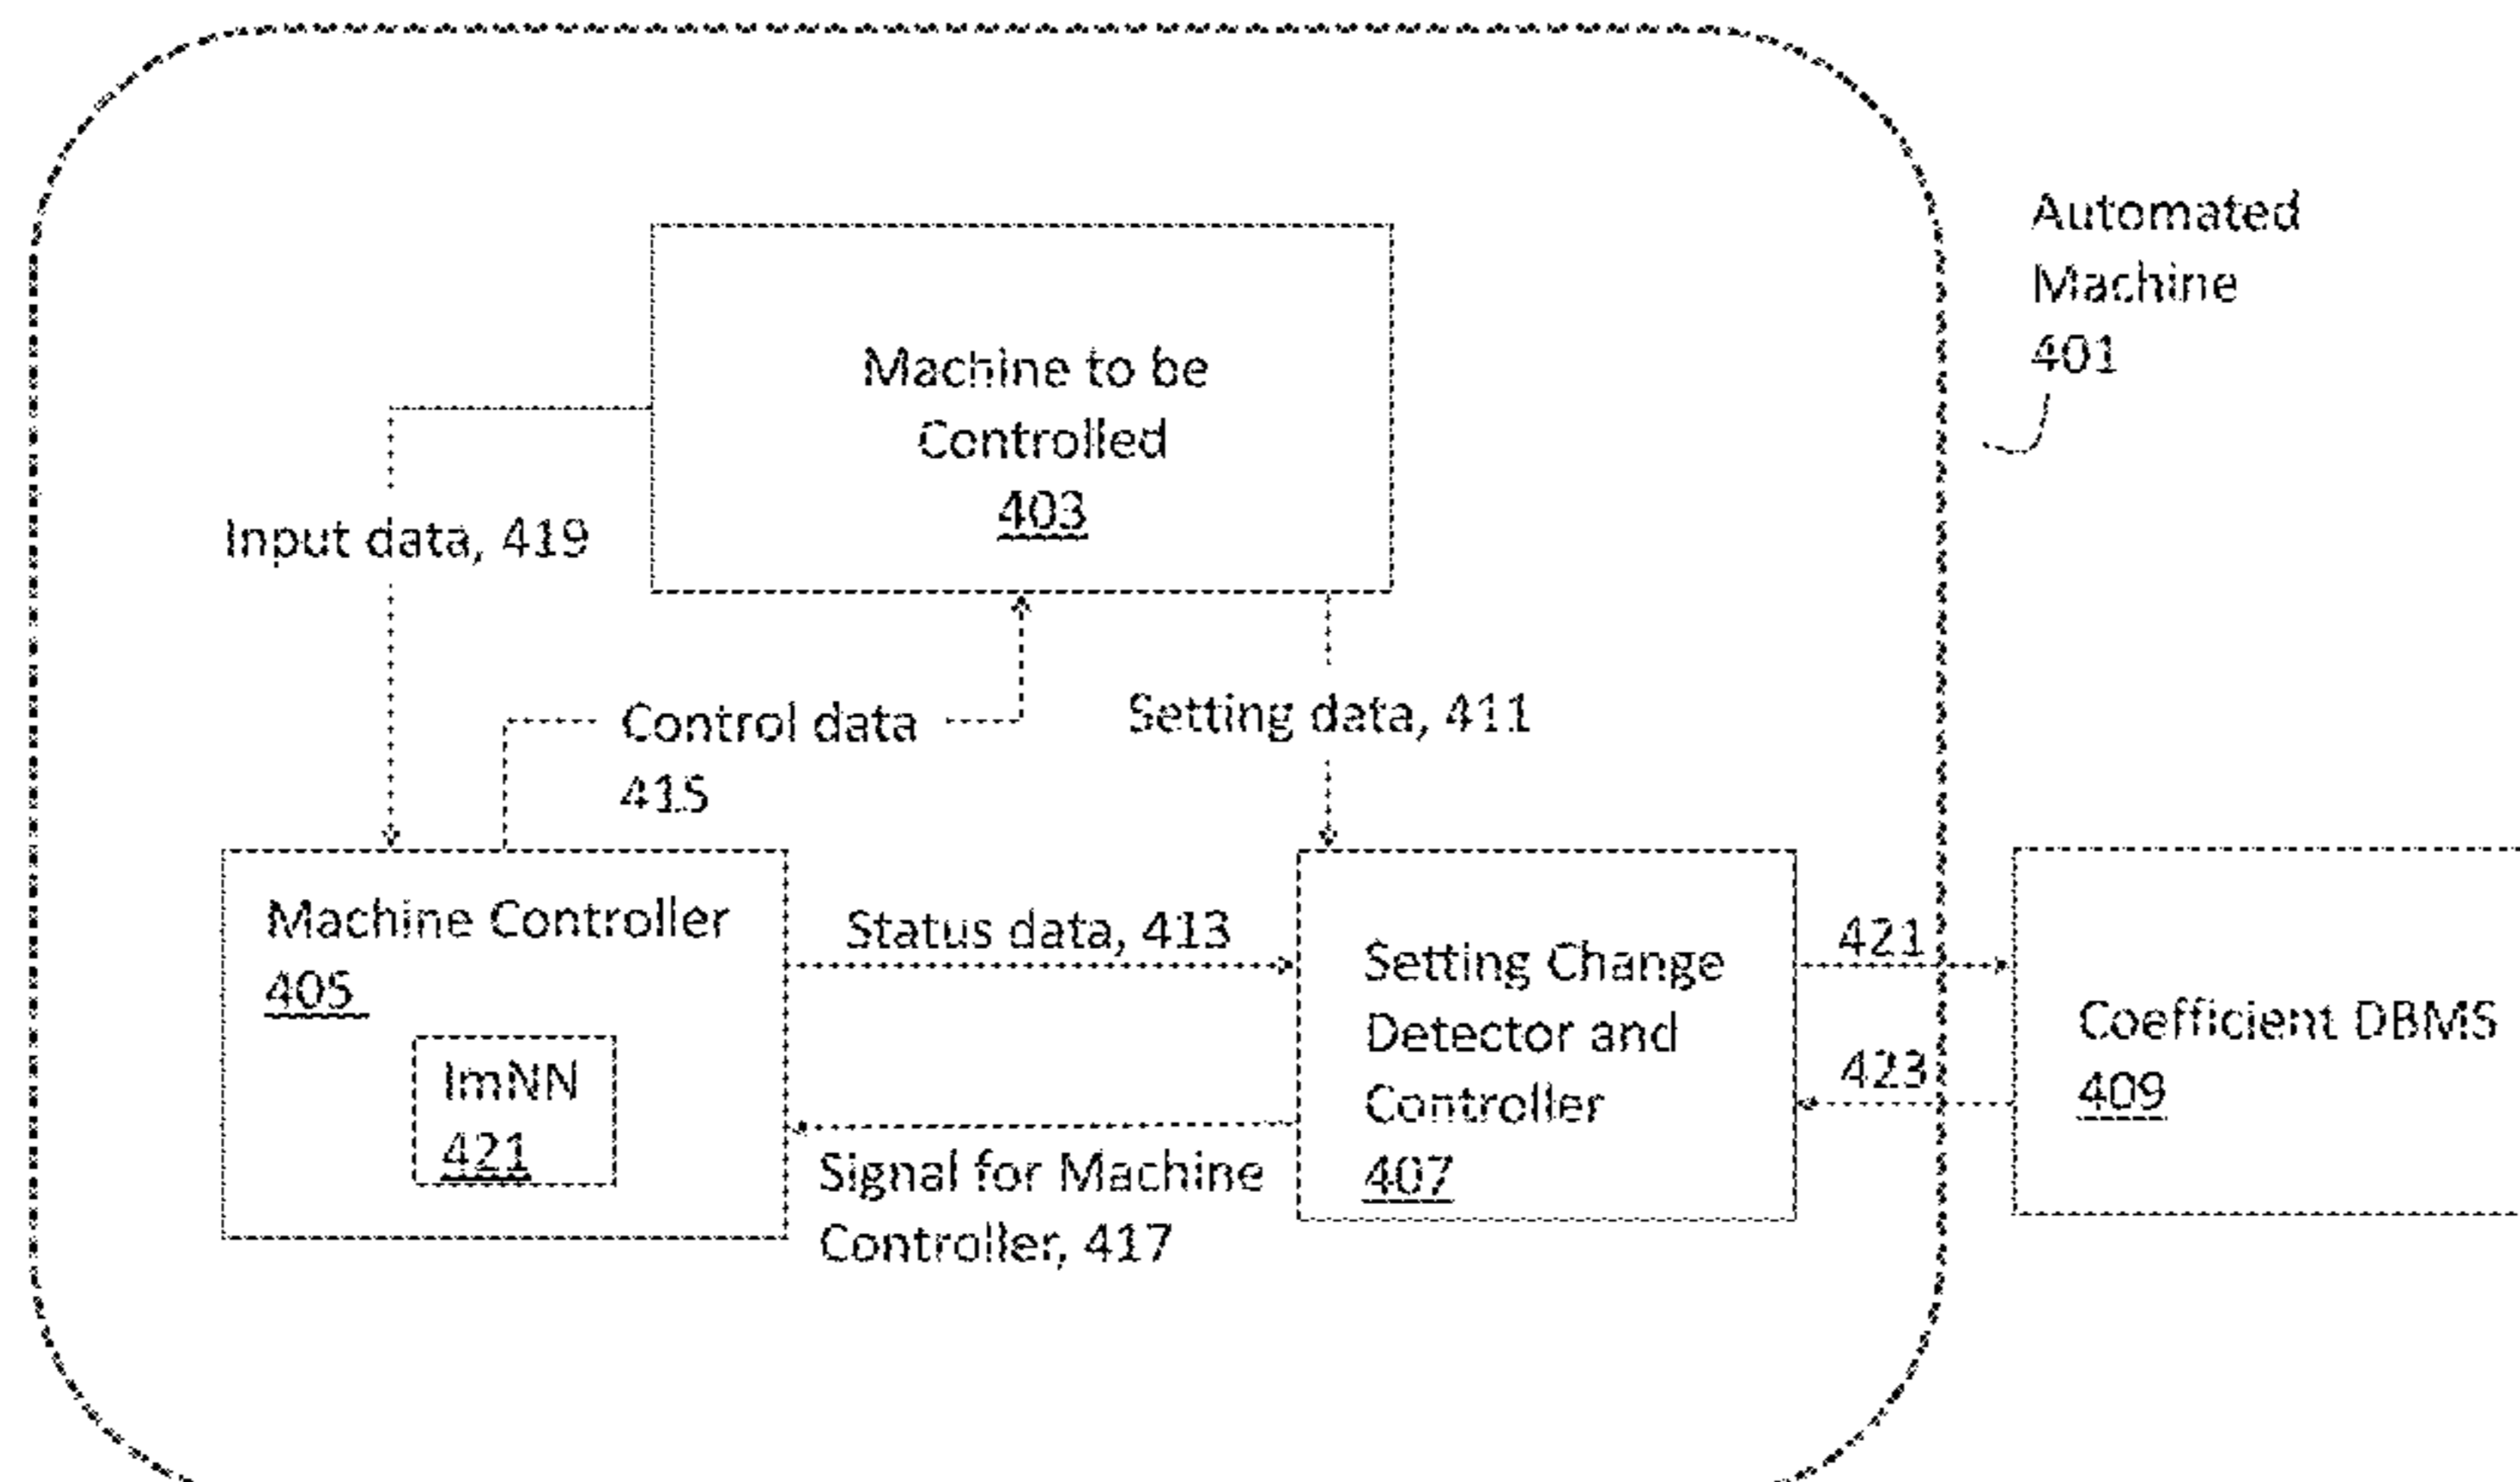 Automated
Machine
401
Machine to be
Controlled
403
Input data, 419
Control data
415
Setting data, 411
Machine Controller
405
ImNN
421
Status data, 413
Signal for Machine
Controller, 417
Setting Change
Detector and
Controller
407
421
423
Coefficient DBMS
409